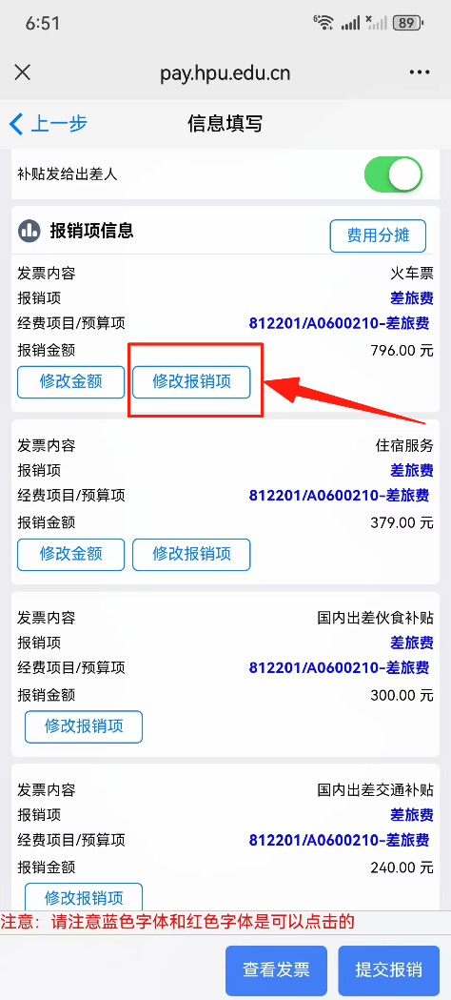 6:51
6
89
pay.hpu.edu.cn
上一步
信息填写
补贴发给出差人
报销项信息
费用分摊
发票内容 火车票
报销项 差旅费
经费项目/预算项 812201/A0600210-差旅费
报销金额 796.00 元
修改金额 修改报销项
发票内容 住宿服务
报销项 差旅费
经费项目/预算项 812201/A0600210-差旅费
报销金额 379.00 元
修改金额 修改报销项
发票内容 国内出差伙食补贴
报销项 差旅费
经费项目/预算项 812201/A0600210-差旅费
报销金额 300.00 元
修改报销项
发票内容 国内出差交通补贴
报销项 差旅费
经费项目/预算项 812201/A0600210-差旅费
报销金额 240.00 元
修改报销项
注意：请注意蓝色字体和红色字体是可以点击的
查看发票 提交报销